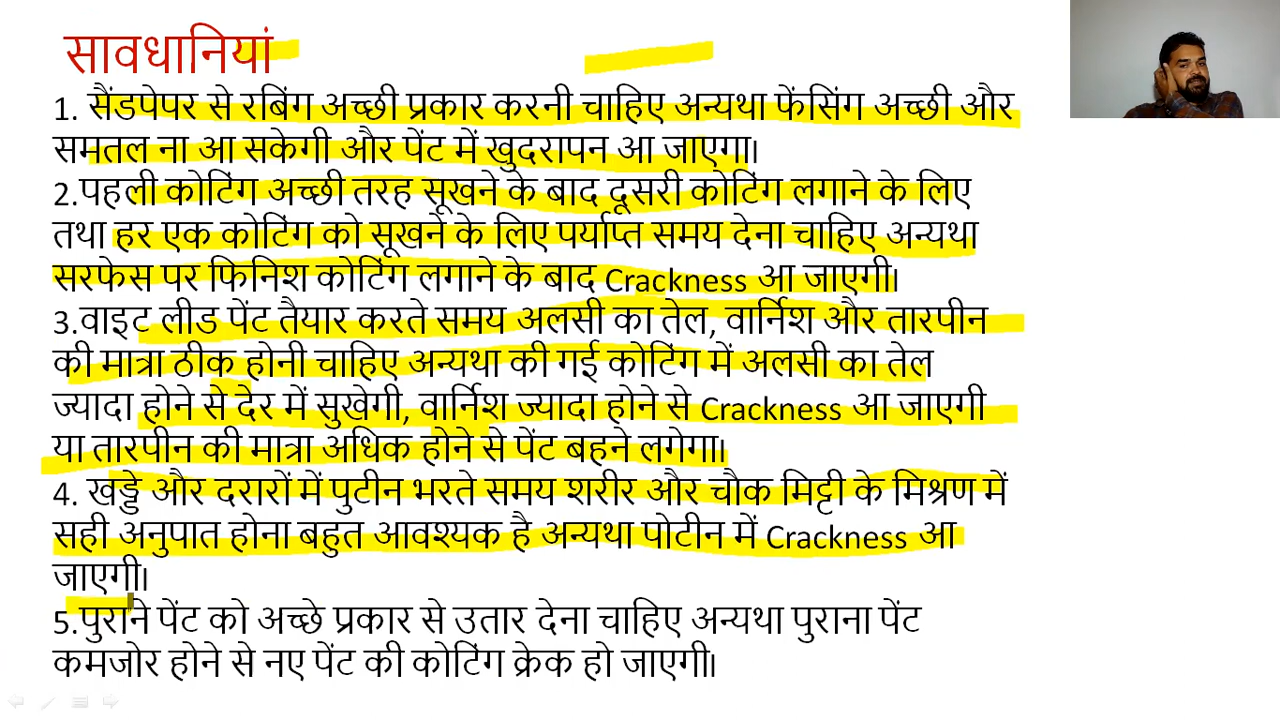 सावधानियां
1. सैंडपेपर से रबिंग अच्छी प्रकार करनी चाहिए अन्यथा फेंसिंग अच्छी और
समतल ना आ सकेगी और पेंट में खुदरापन आ जाएगा।
2.पहली कोटिंग अच्छी तरह सूखने के बाद दूसरी कोटिंग लगाने के लिए
तथा हर एक कोटिंग को सूखने के लिए पर्याप्त समय देना चाहिए अन्यथा
सरफेस पर फिनिश कोटिंग लगाने के बाद Crackness आ जाएगी।
3.वाइट लीड पेंट तैयार करते समय अलसी का तेल, वार्निश और तारपीन
की मात्रा ठीक होनी चाहिए अन्यथा की गई कोटिंग में अलसी का तेल
ज्यादा होने से देर में सुखेगी, वार्निश ज्यादा होने से Crackness आ जाएगी
या तारपीन की मात्रा अधिक होने से पेंट बहने लगेगा।
4. खड्डे और दरारों में पुटीन भरते समय शरीर और चौक मिट्टी के मिश्रण में
सही अनुपात होना बहुत आवश्यक है अन्यथा पोटीन में Crackness आ
जाएगी।
5.पुराने पेंट को अच्छे प्रकार से उतार देना चाहिए अन्यथा पुराना पेंट
कमजोर होने से नए पेंट की कोटिंग क्रेक हो जाएगी।